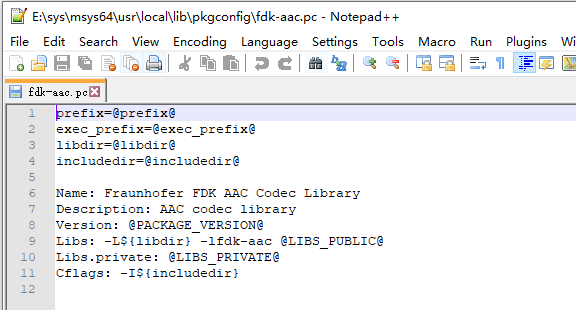 E:\sys\msys64\usr\local\lib\pkgconfig\fdk-aac.pc - Notepad++
File Edit Search View Encoding Language Settings Tools Macro Run Plugins Wi
fdk-aac.pc
1 prefix=@prefix@
2 exec_prefix=@exec_prefix@
3 libdir=@libdir@
4 includedir=@includedir@
5
6 Name: Fraunhofer FDK AAC Codec Library
7 Description: AAC codec library
8 Version: @PACKAGE_VERSION@
9 Libs: -L${libdir} -lfdk-aac @LIBS_PUBLIC@
10 Libs.private: @LIBS_PRIVATE@
11 Cflags: -I${includedir}
12